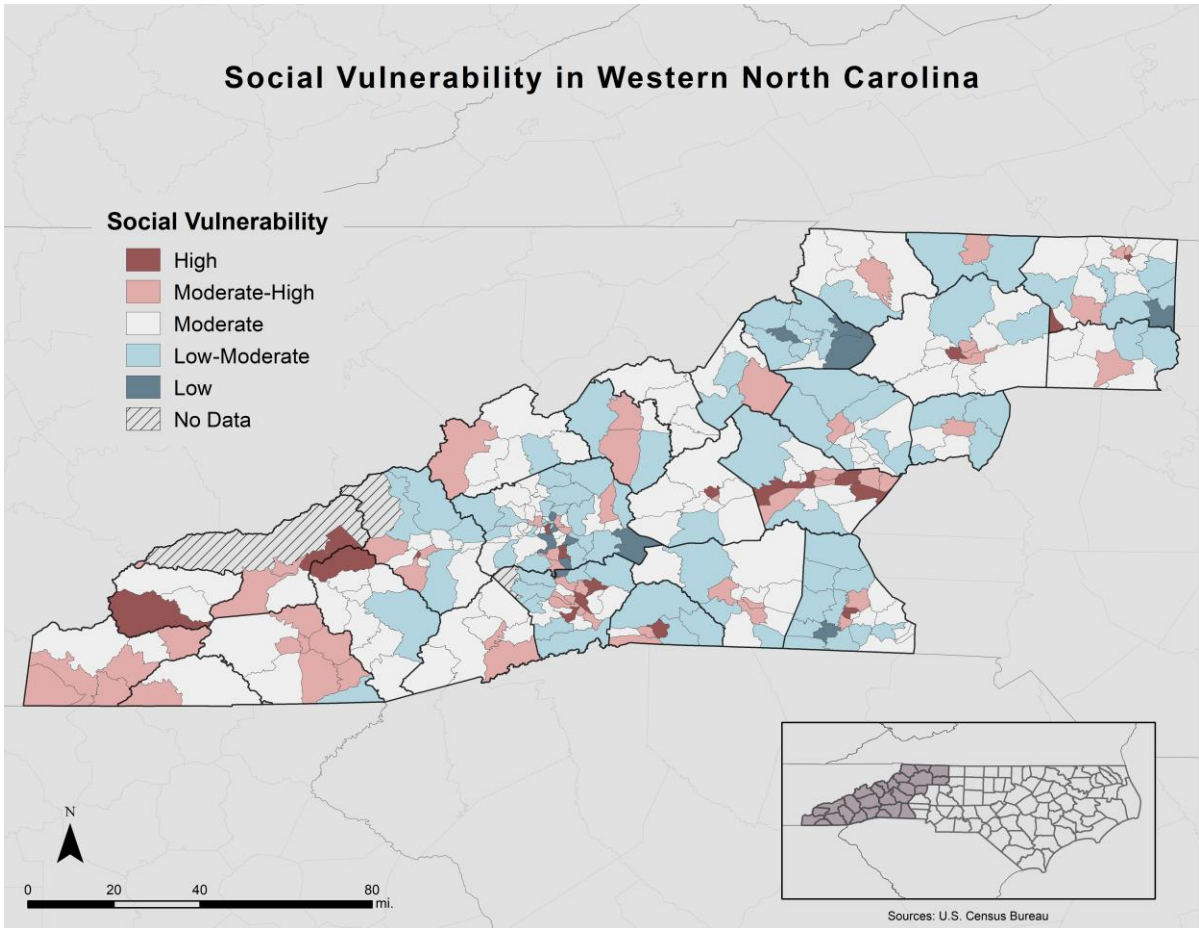 Social Vulnerability in Western North Carolina
Social Vulnerability
High
Moderate-High
Moderate
Low-Moderate
Low
No Data
N
0 20 40 80
mi.
Sources: U.S. Census Bureau